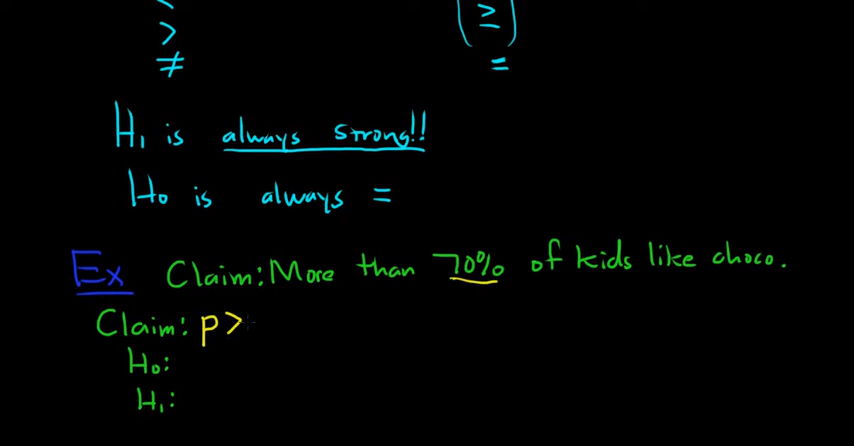 >
(≥)
≠
=
H₁ is always strong!!
H₀ is always =
Ex Claim: More than 70% of kids like choco.
Claim: p >
H₀:
H₁: